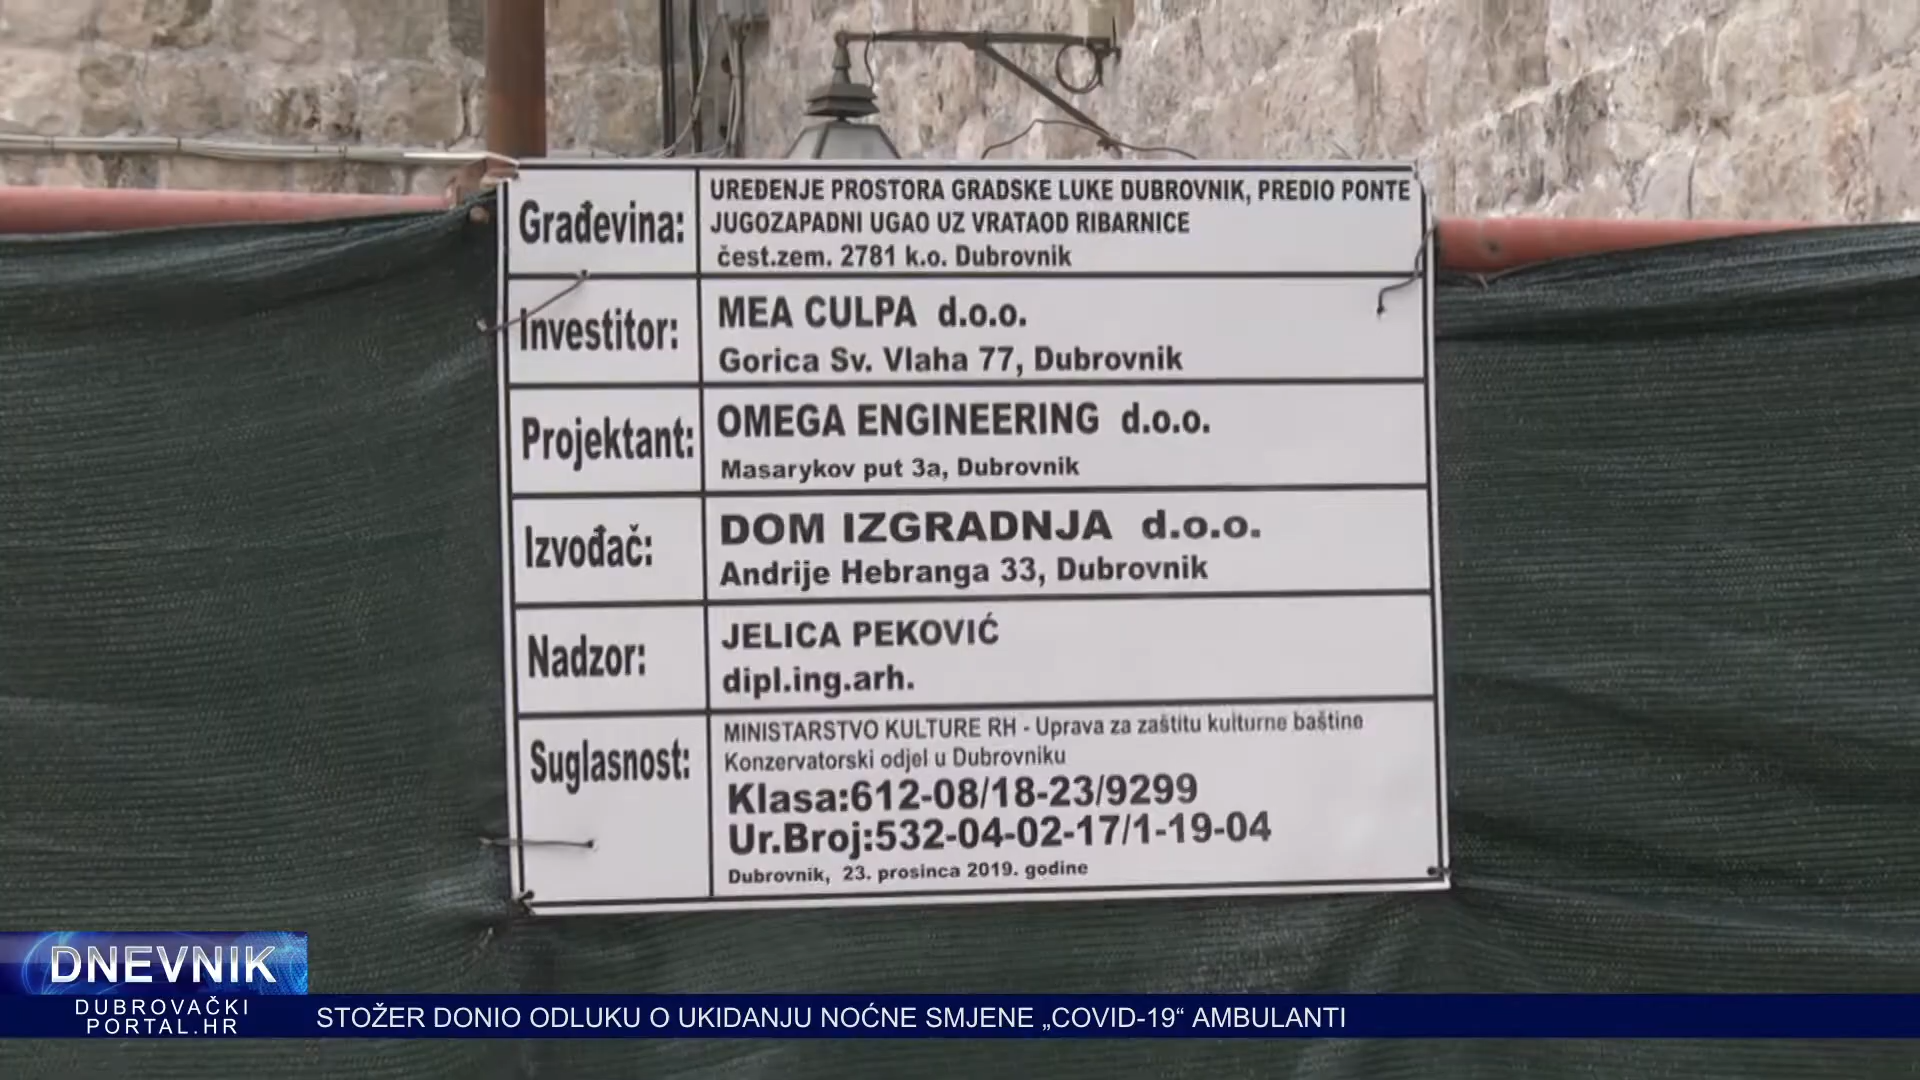 Građevina:
UREĐENJE PROSTORA GRADSKE LUKE DUBROVNIK, PREDIO PONTE
JUGOZAPADNI UGAO UZ VRATAOD RIBARNICE
čest.zem. 2781 k.o. Dubrovnik
Investitor:
MEA CULPA d.o.o.
Gorica Sv. Vlaha 77, Dubrovnik
Projektant:
OMEGA ENGINEERING d.o.o.
Masarykov put 3a, Dubrovnik
Izvođač:
DOM IZGRADNJA d.o.o.
Andrije Hebranga 33, Dubrovnik
Nadzor:
JELICA PEKOVIĆ
dipl.ing.arh.
Suglasnost:
MINISTARSTVO KULTURE RH - Uprava za zaštitu kulturne baštine
Konzervatorski odjel u Dubrovniku
Klasa:612-08/18-23/9299
Ur.Broj:532-04-02-17/1-19-04
Dubrovnik, 23. prosinca 2019. godine
DNEVNIK
DUBROVAČKI
PORTAL.HR
STOŽER DONIO ODLUKU O UKIDANJU NOĆNE SMJENE „COVID-19“ AMBULANTI